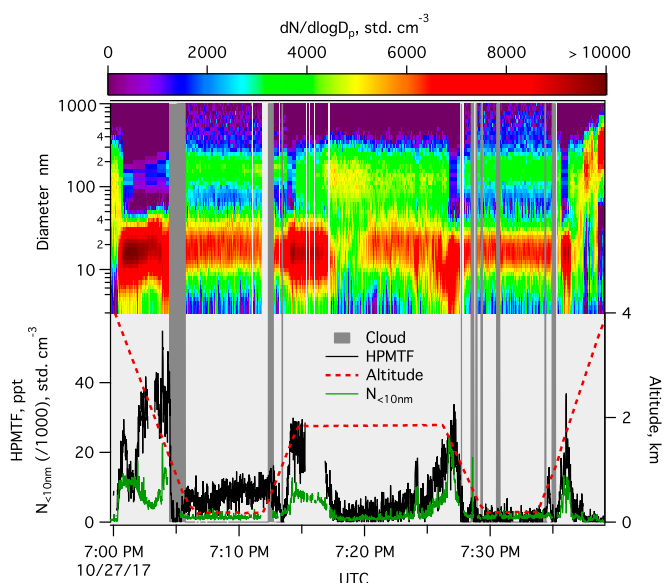 dN/dlogDp, std. cm-3
0 2000 4000 6000 8000 > 10000
Diameter nm
1000
4
2
100
4
2
10
4
HPMTF, ppt
N<10nm (/1000), std. cm-3
40
20
0
Cloud
HPMTF
Altitude
N<10nm
4
2
0
Altitude, km
7:00 PM 7:10 PM 7:20 PM 7:30 PM
10/27/17
UTC